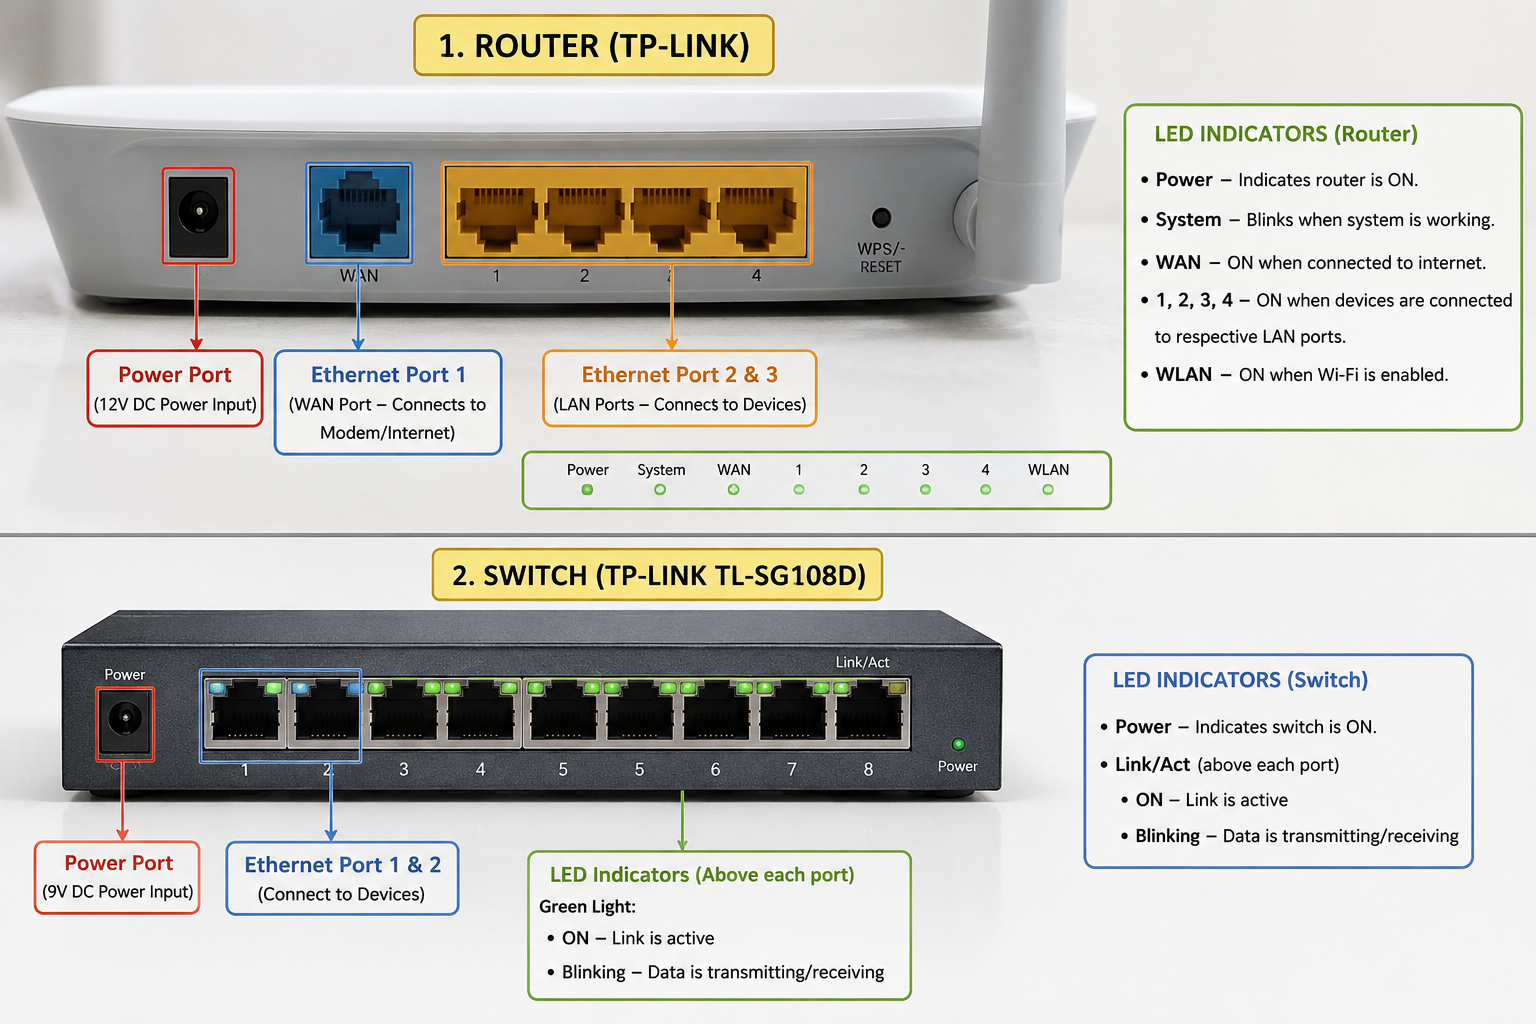 1. ROUTER (TP-LINK)
WAN
1
2
4
WPS/-
RESET
Power Port
(12V DC Power Input)
Ethernet Port 1
(WAN Port – Connects to
Modem/Internet)
Ethernet Port 2 & 3
(LAN Ports – Connects to Devices)
LED INDICATORS (Router)
• Power – Indicates router is ON.
• System – Blinks when system is working.
• WAN – ON when connected to internet.
• 1, 2, 3, 4 – ON when devices are connected
to respective LAN ports.
• WLAN – ON when Wi-Fi is enabled.
Power System WAN 1 2 3 4 WLAN
2. SWITCH (TP-LINK TL-SG108D)
Power
Link/Act
1 2 3 4 5 5 6 7 8
Power
Power Port
(9V DC Power Input)
Ethernet Port 1 & 2
(Connect to Devices)
LED Indicators (Above each port)
Green Light:
• ON – Link is active
• Blinking – Data is transmitting/receiving
LED INDICATORS (Switch)
• Power – Indicates switch is ON.
• Link/Act (above each port)
• ON – Link is active
• Blinking – Data is transmitting/receiving